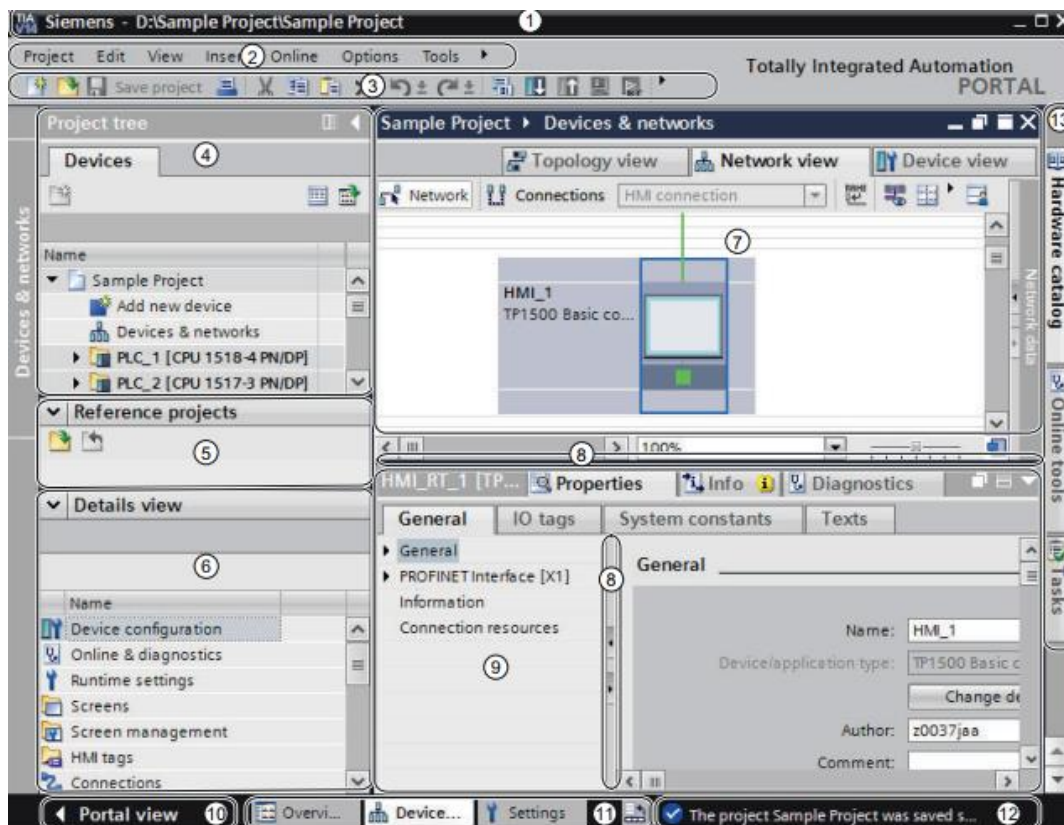 Siemens - D:\Sample Project\Sample Project
1
Project Edit View Insert 2 Online Options Tools
Totally Integrated Automation
PORTAL
Save project
3
Project tree
Devices
4
Name
Sample Project
Add new device
Devices & networks
PLC_1 [CPU 1518-4 PN/DP]
PLC_2 [CPU 1517-3 PN/DP]
Devices & networks
Reference projects
5
Details view
6
Name
Device configuration
Online & diagnostics
Runtime settings
Screens
Screen management
HMI tags
Connections
Sample Project Devices & networks
Topology view Network view Device view
Network Connections HMI connection
7
HMI_1
TP1500 Basic co...
Network data
100%
8
HMI_RT_1 [TP... Properties Info Diagnostics
General IO tags System constants Texts
General
PROFINET Interface [X1]
Information
Connection resources
9
8
General
Name: HMI_1
Device/application type: TP1500 Basic c
Change de
Author: z0037jaa
Comment:
13
Hardware catalog
Online tools
Tasks
Portal view 10
Overvi... Device... Settings 11
The project Sample Project was saved s... 12